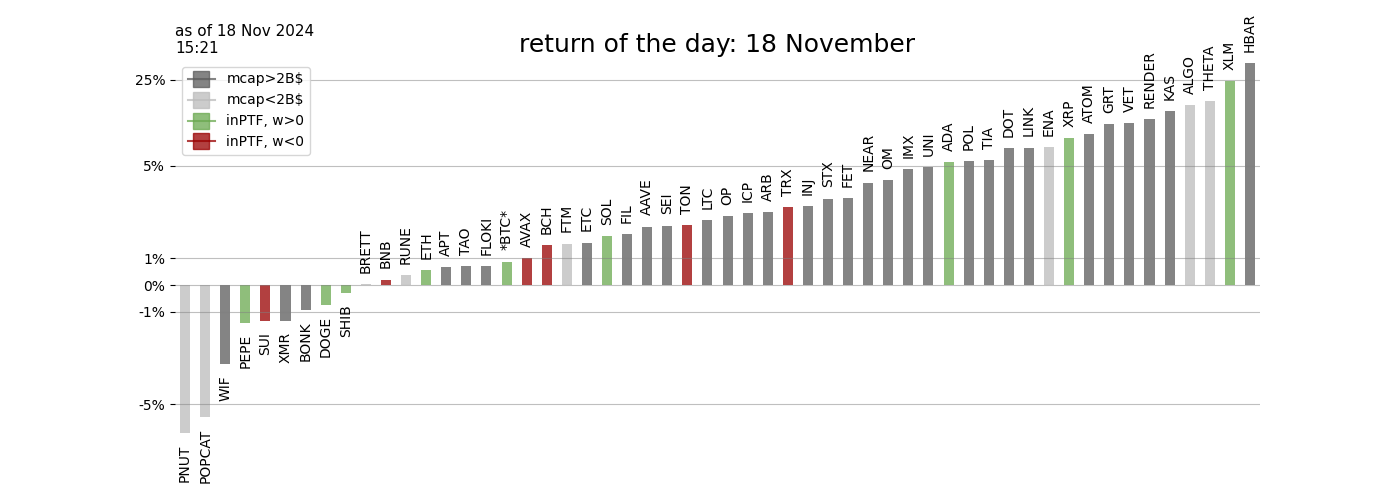 as of 18 Nov 2024
15:21
return of the day: 18 November
mcap>2B$
mcap<2B$
inPTF, w>0
inPTF, w<0
25%
5%
1%
0%
-1%
-5%
PNUT
POPCAT
WIF
PEPE
SUI
XMR
BONK
DOGE
SHIB
BRETT
BNB
RUNE
ETH
APT
TAO
FLOKI
*BTC*
AVAX
BCH
FTM
ETC
SOL
FIL
AAVE
SEI
TON
LTC
OP
ICP
ARB
TRX
INJ
STX
FET
NEAR
OM
IMX
UNI
ADA
POL
TIA
DOT
LINK
ENA
XRP
ATOM
GRT
VET
RENDER
KAS
ALGO
THETA
XLM
HBAR